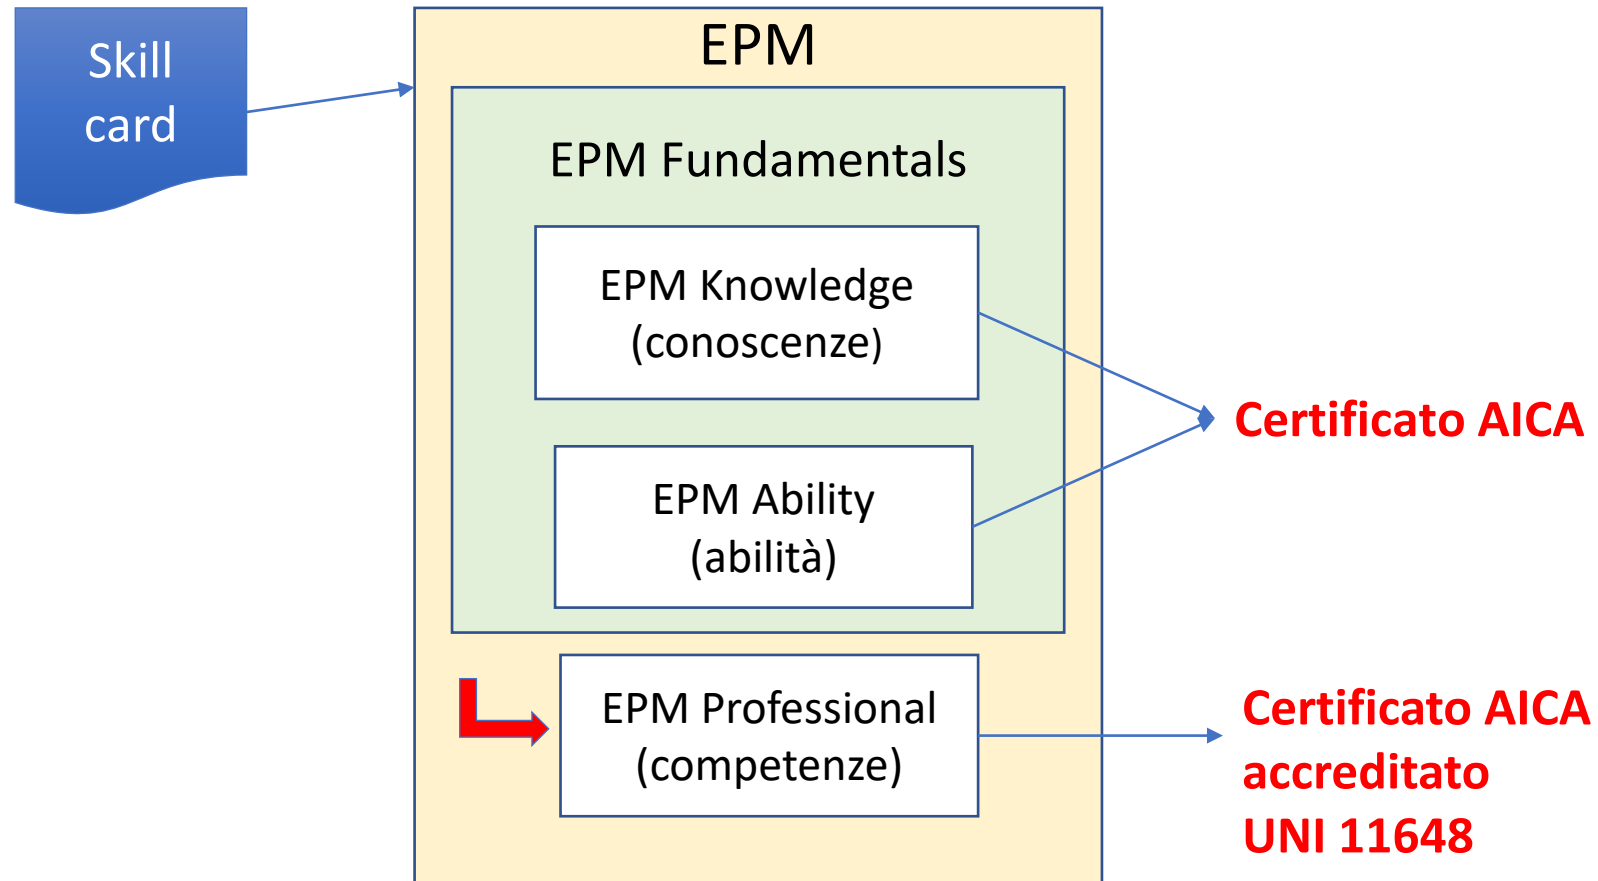 Skill
card
EPM
EPM Fundamentals
EPM Knowledge
(conoscenze)
Certificato AICA
EPM Ability
(abilità)
EPM Professional
(competenze)
Certificato AICA
accreditato
UNI 11648